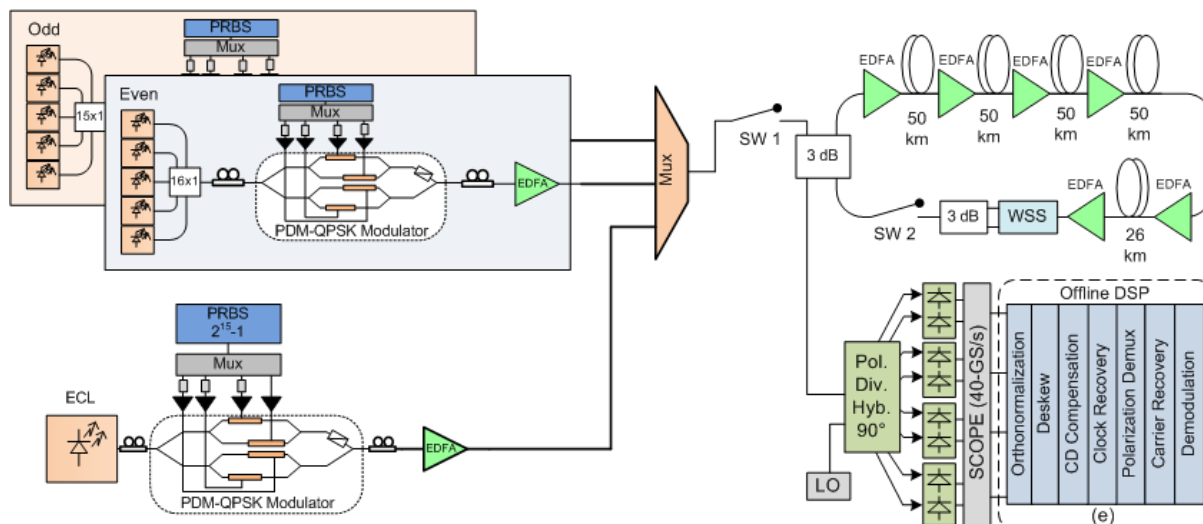 Odd
PRBS
Mux
15x1
Even
PRBS
Mux
16x1
EDFA
PDM-QPSK Modulator
PRBS
2¹⁵-1
Mux
ECL
EDFA
PDM-QPSK Modulator
Mux
SW 1
3 dB
EDFA
EDFA
EDFA
EDFA
50
km
50
km
50
km
50
km
SW 2
3 dB
WSS
EDFA
EDFA
26
km
Pol.
Div.
Hyb.
90°
LO
SCOPE (40-GS/s)
Offline DSP
Orthonormalization
Deskew
CD Compensation
Clock Recovery
Polarization Demux
Carrier Recovery
Demodulation
(e)